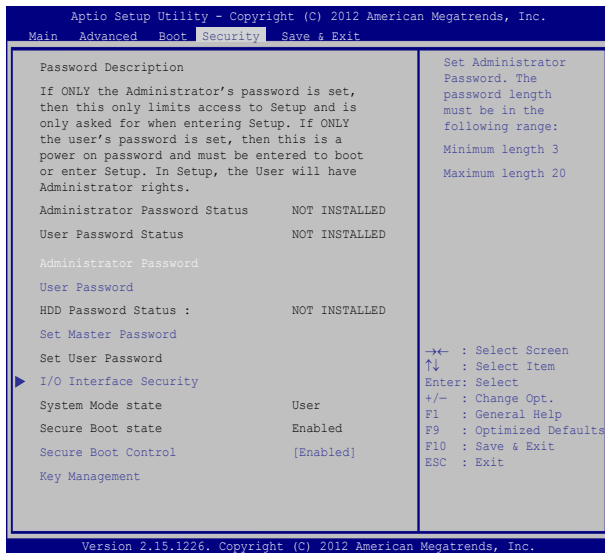 Aptio Setup Utility - Copyright (C) 2012 American Megatrends, Inc.
Main Advanced Boot Security Save & Exit
Password Description
If ONLY the Administrator's password is set,
then this only limits access to Setup and is
only asked for when entering Setup. If ONLY
the user's password is set, then this is a
power on password and must be entered to boot
or enter Setup. In Setup, the User will have
Administrator rights.
Administrator Password Status NOT INSTALLED
User Password Status NOT INSTALLED
Administrator Password
User Password
HDD Password Status : NOT INSTALLED
Set Master Password
Set User Password
I/O Interface Security
System Mode state User
Secure Boot state Enabled
Secure Boot Control [Enabled]
Key Management
Set Administrator
Password. The
password length
must be in the
following range:
Minimum length 3
Maximum length 20
→← : Select Screen
↑↓ : Select Item
Enter: Select
+/— : Change Opt.
F1 : General Help
F9 : Optimized Defaults
F10 : Save & Exit
ESC : Exit
Version 2.15.1226. Copyright (C) 2012 American Megatrends, Inc.